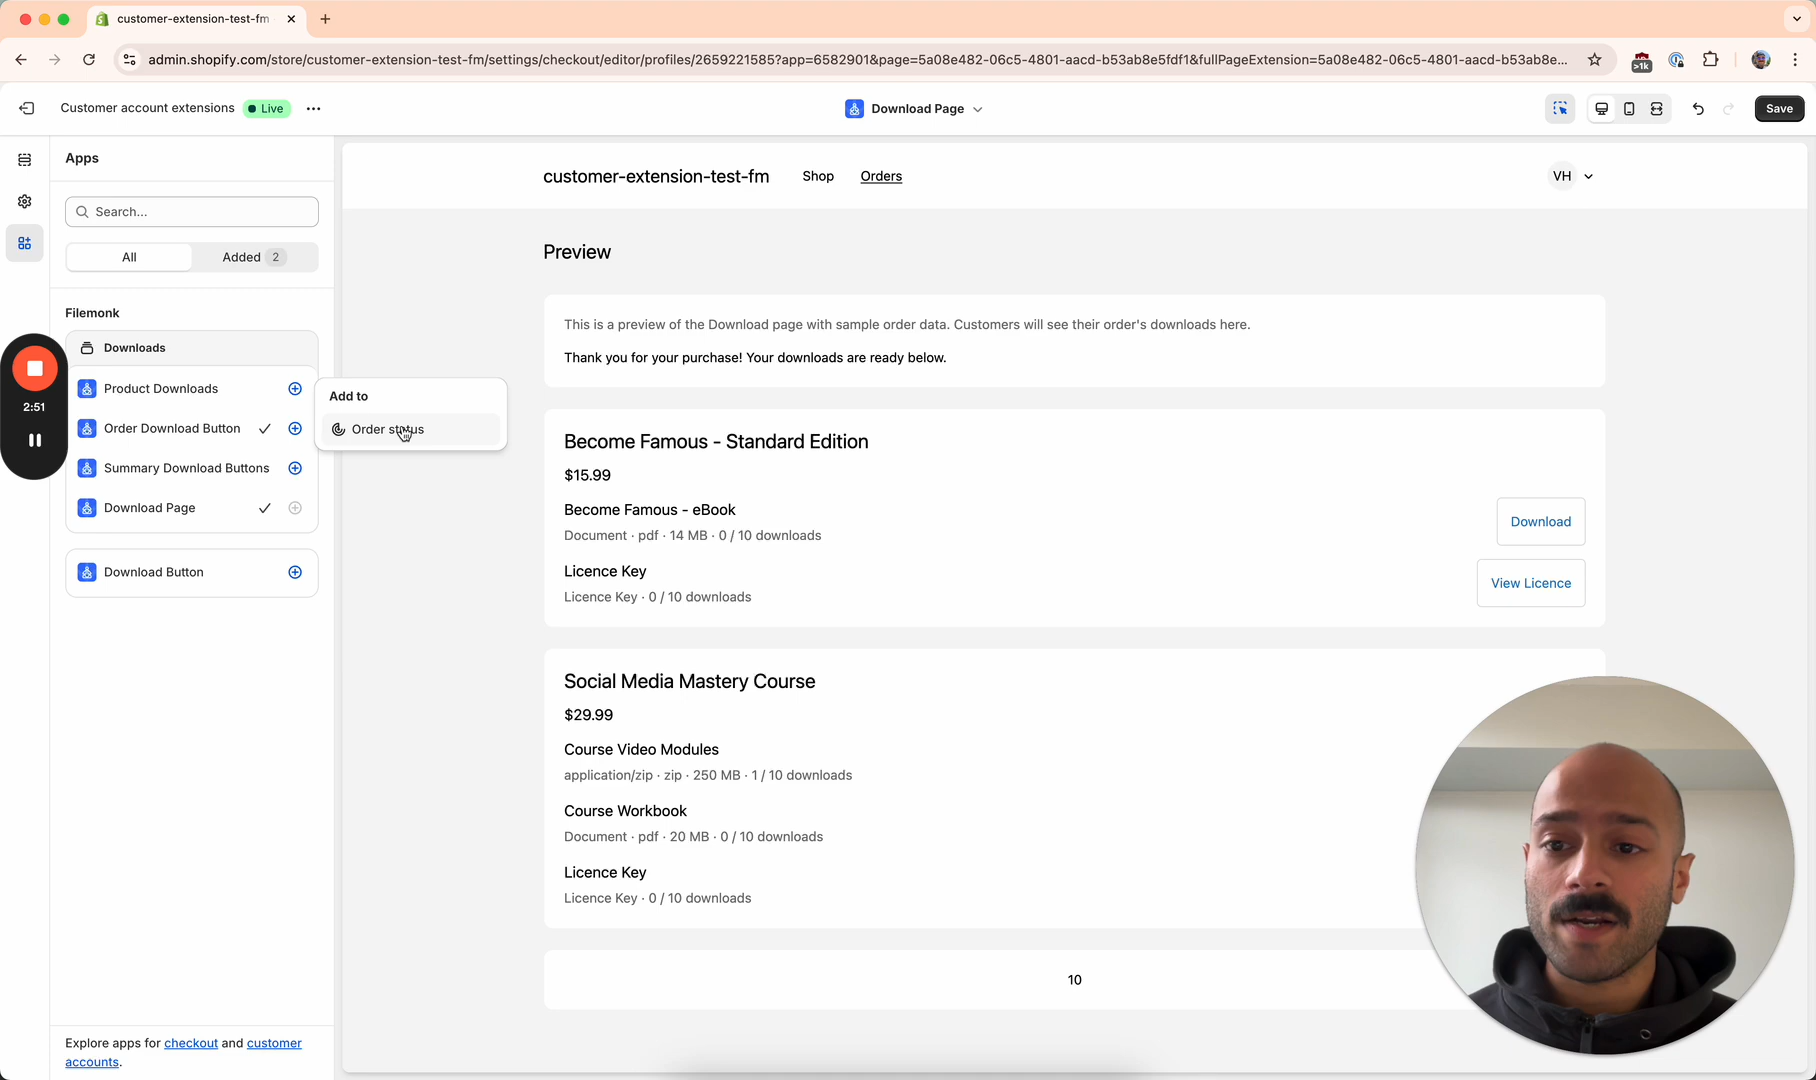 customer-extension-test-fm
admin.shopify.com/store/customer-extension-test-fm/settings/checkout/editor/profiles/2659221585?app=6582901&page=5a08e482-06c5-4801-aacd-b53ab8e5fdf1&fullPageExtension=5a08e482-06c5-4801-aacd-b53ab8e...
>1k
Customer account extensions
Live
Download Page
Save
Apps
Search...
All
Added 2
Filemonk
Downloads
Product Downloads
Order Download Button
Summary Download Buttons
Download Page
Download Button
2:51
Add to
Order status
Explore apps for checkout and customer
accounts.
customer-extension-test-fm
Shop
Orders
VH
Preview
This is a preview of the Download page with sample order data. Customers will see their order's downloads here.
Thank you for your purchase! Your downloads are ready below.
Become Famous - Standard Edition
$15.99
Become Famous - eBook
Document · pdf · 14 MB · 0 / 10 downloads
Download
Licence Key
Licence Key · 0 / 10 downloads
View Licence
Social Media Mastery Course
$29.99
Course Video Modules
application/zip · zip · 250 MB · 1 / 10 downloads
Course Workbook
Document · pdf · 20 MB · 0 / 10 downloads
Licence Key
Licence Key · 0 / 10 downloads
10